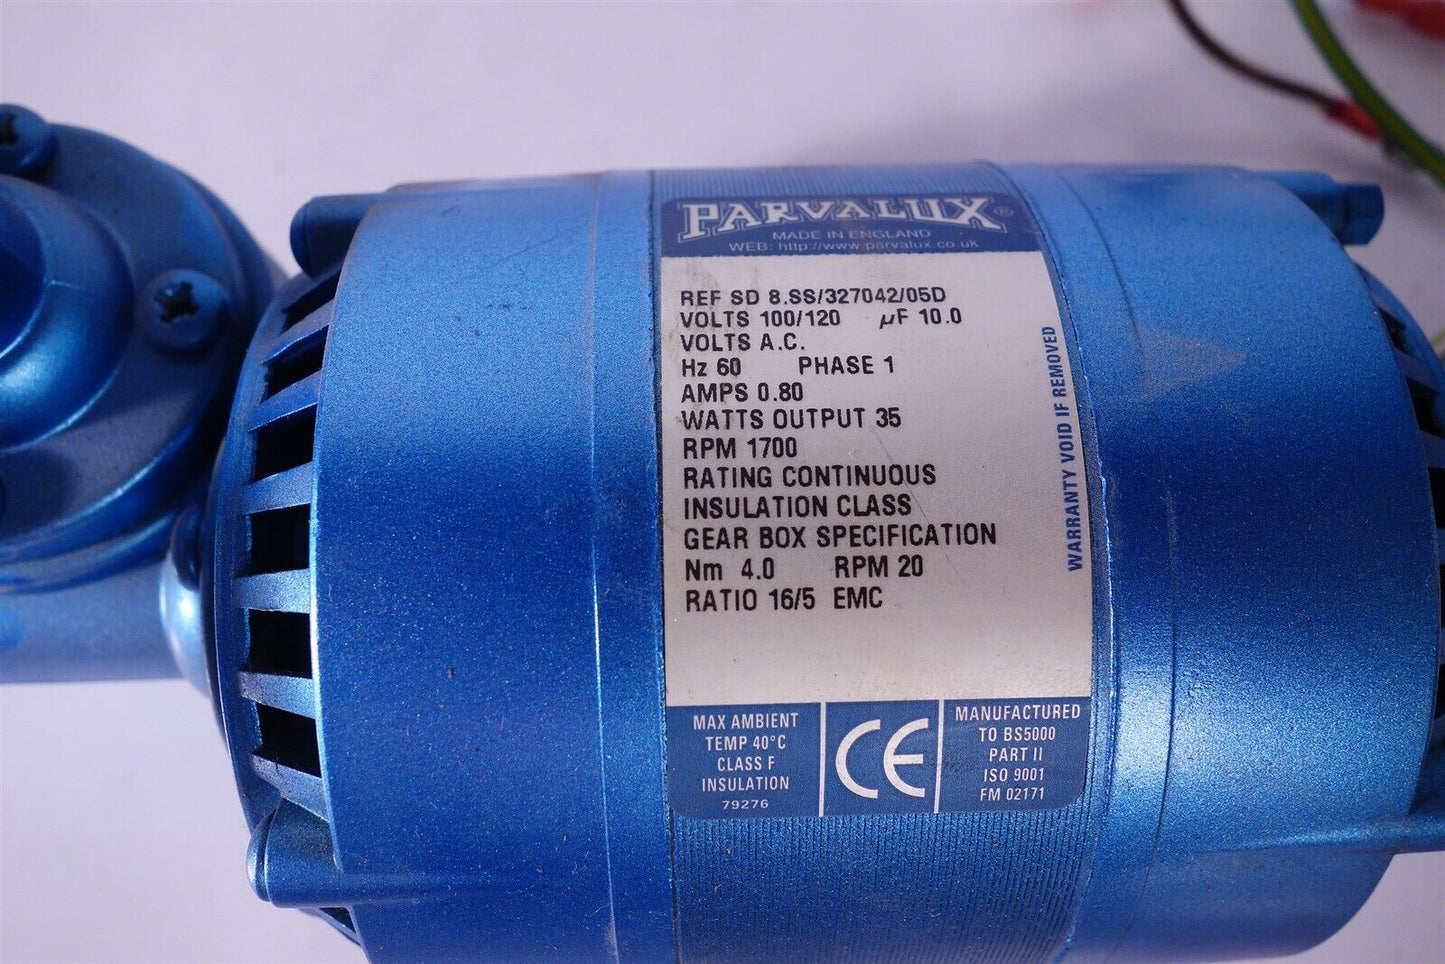 PARVALUX®
MADE IN ENGLAND
WEB: http://www.parvalux.co.uk
REF SD 8.SS/327042/05D
VOLTS 100/120 µF 10.0
VOLTS A.C.
Hz 60 PHASE 1
AMPS 0.80
WATTS OUTPUT 35
RPM 1700
RATING CONTINUOUS
INSULATION CLASS
GEAR BOX SPECIFICATION
Nm 4.0 RPM 20
RATIO 16/5 EMC
WARRANTY VOID IF REMOVED
MAX AMBIENT
TEMP 40°C
CLASS F
INSULATION
79276
CE
MANUFACTURED
TO BS5000
PART II
ISO 9001
FM 02171